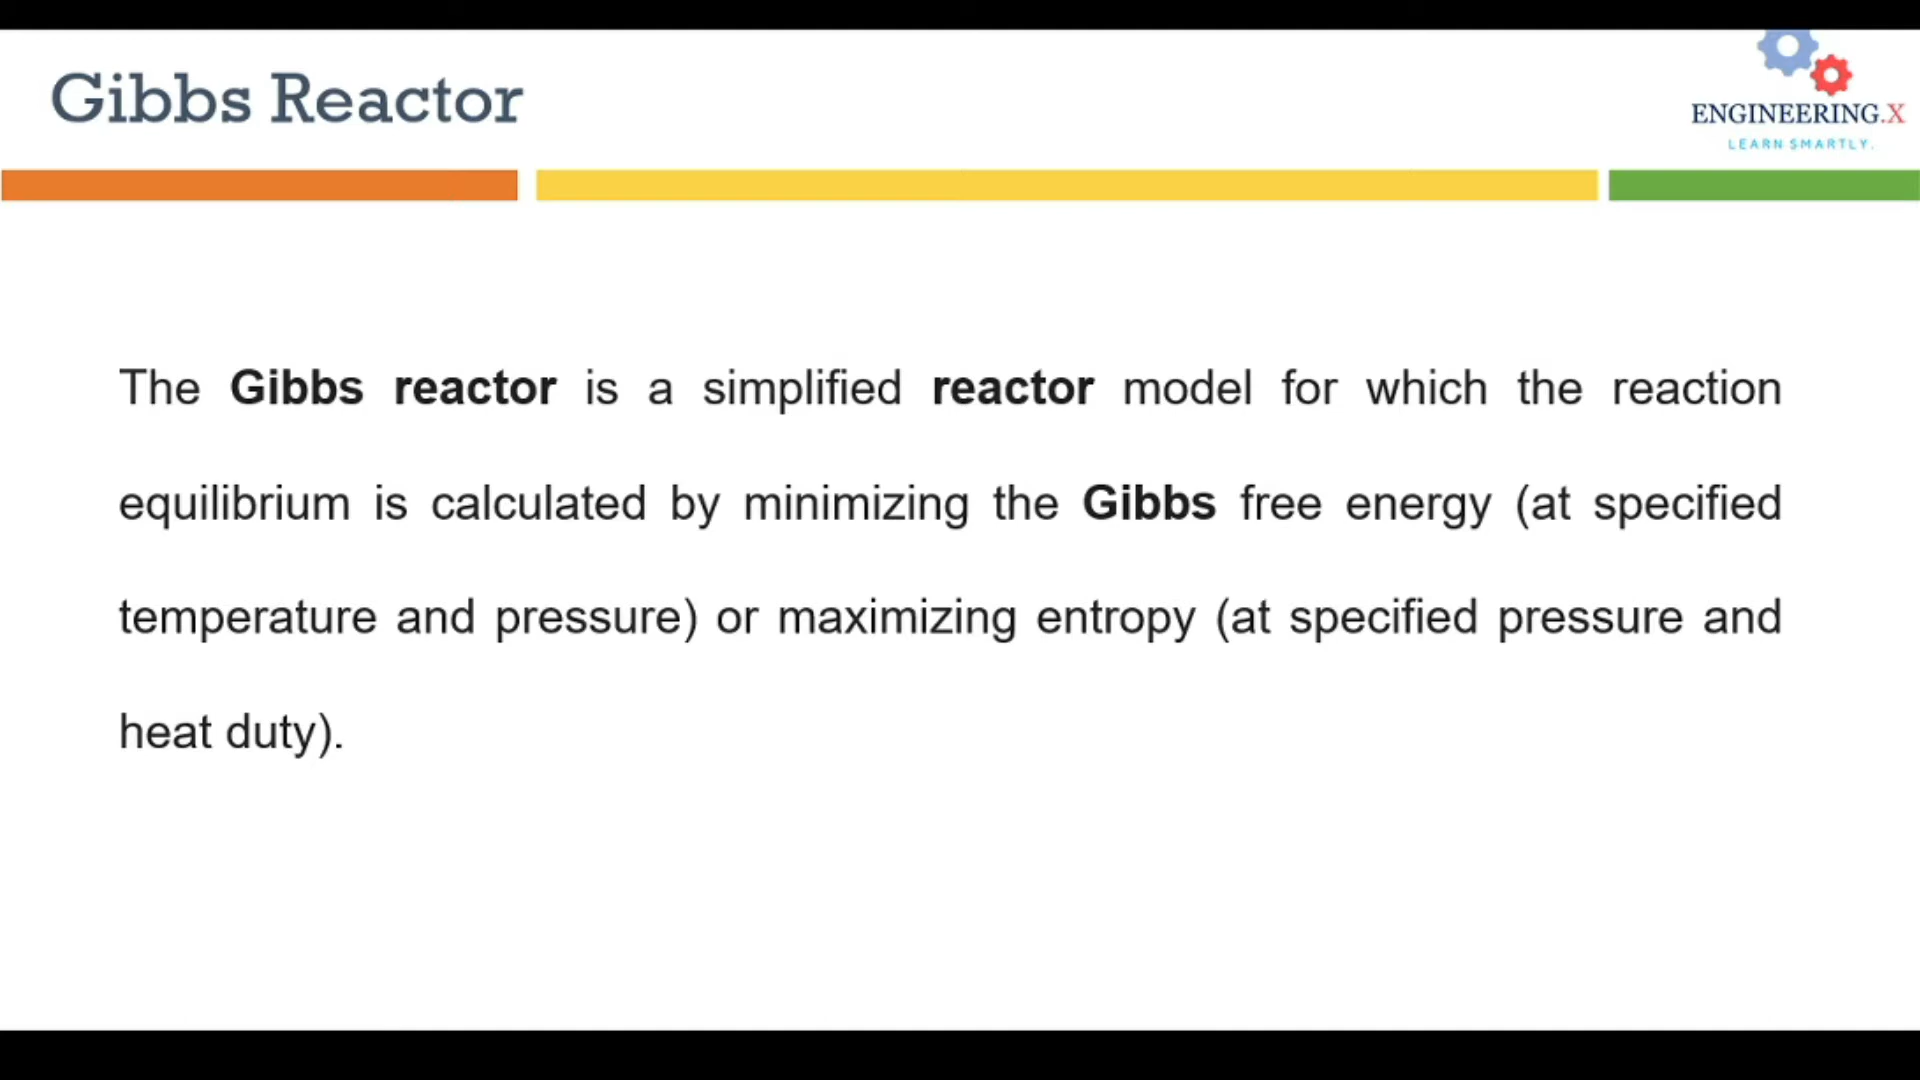 Gibbs Reactor
ENGINEERING.X
LEARN SMARTLY.
The Gibbs reactor is a simplified reactor model for which the reaction
equilibrium is calculated by minimizing the Gibbs free energy (at specified
temperature and pressure) or maximizing entropy (at specified pressure and
heat duty).